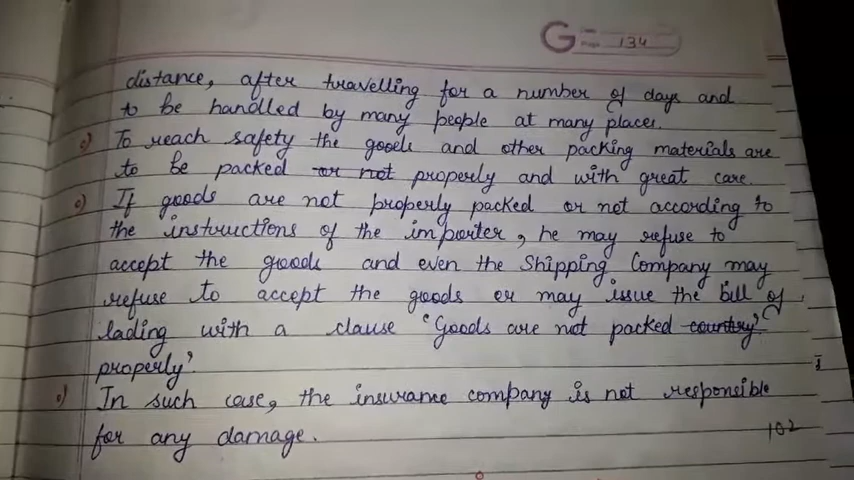 G = 134
distance, after travelling for a number of days and
to be handled by many people at many places.
To reach safety the goods and other packing materials are
to be packed or not properly and with great care.
If goods are not properly packed or not according to
the instructions of the importer, he may refuse to
accept the goods and even the Shipping Company may
refuse to accept the goods or may issue the bill of
lading with a clause 'Goods are not packed country'
properly'.
In such case, the insurance company is not responsible
for any damage.
102